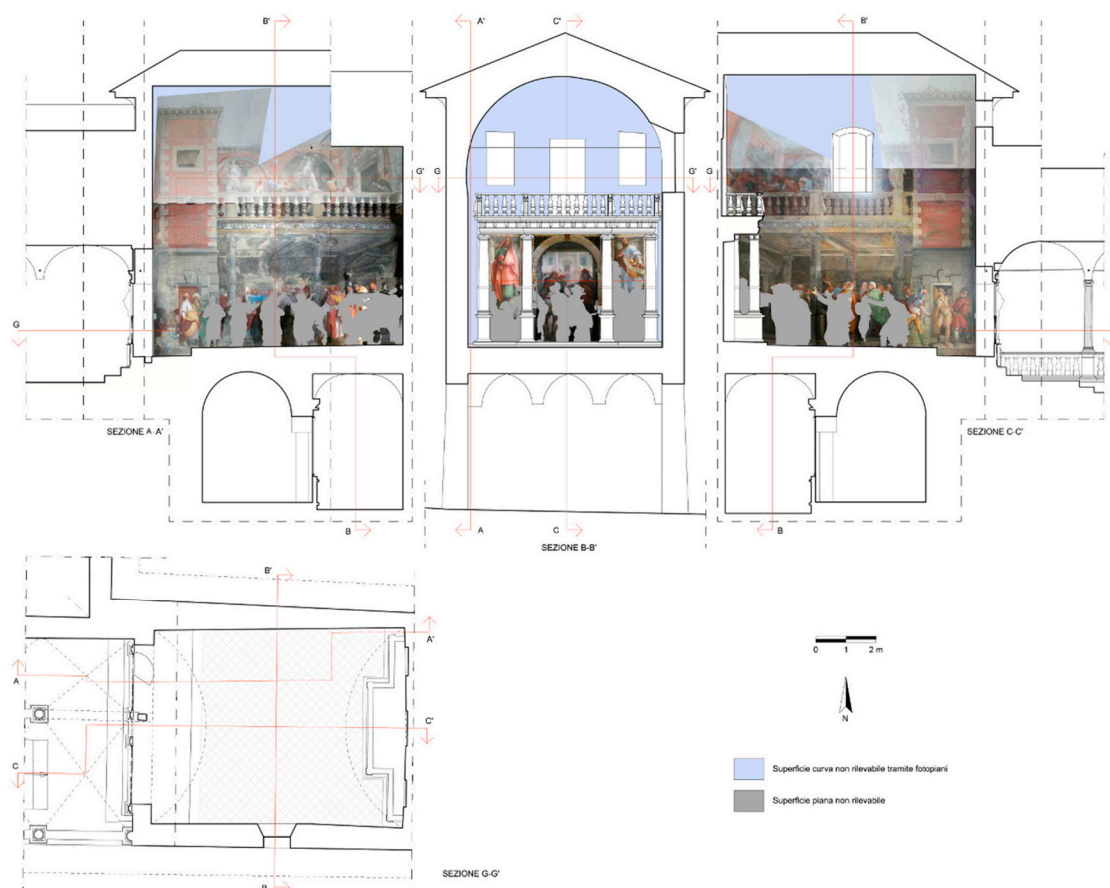 B'
A'
C'
B'
G'
G
G'
G
G
SEZIONE A-A'
SEZIONE C-C'
B
A
C
B
SEZIONE B-B'
B'
A'
A
C'
C
0 1 2 m
N
Superficie curva non rilevabile tramite fotopiani
Superficie piana non rilevabile
SEZIONE G-G'
B